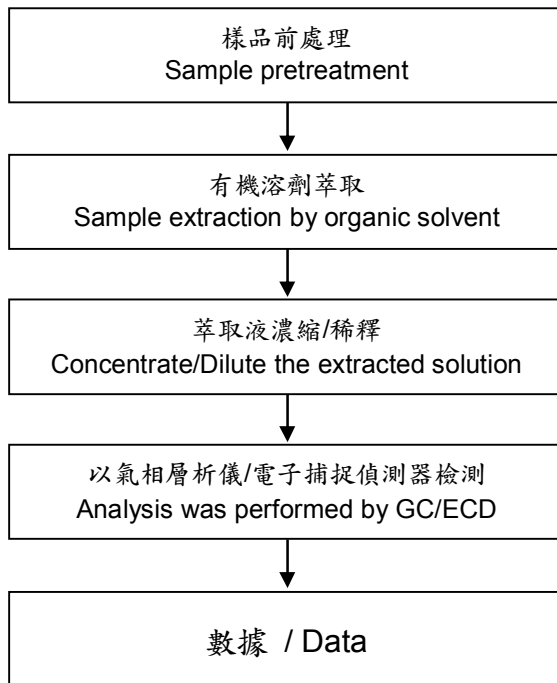 樣品前處理
Sample pretreatment
有機溶劑萃取
Sample extraction by organic solvent
萃取液濃縮/稀釋
Concentrate/Dilute the extracted solution
以氣相層析儀/電子捕捉偵測器檢測
Analysis was performed by GC/ECD
數據 / Data